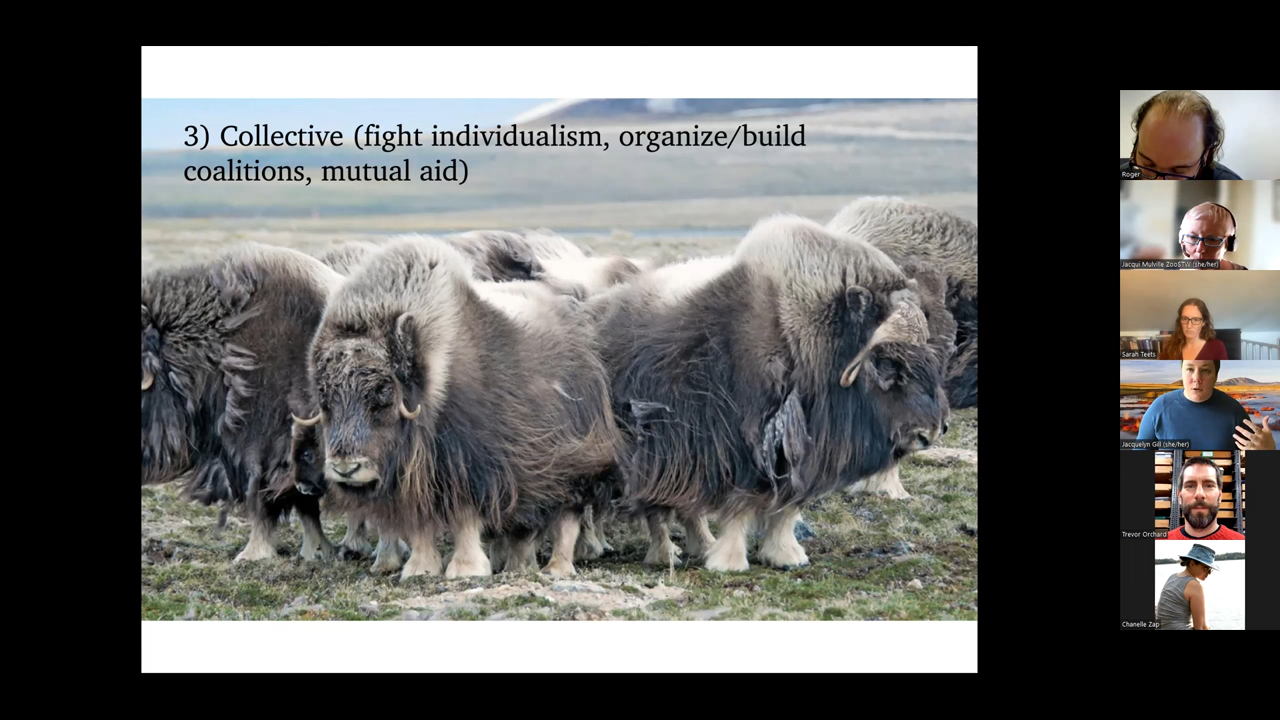 3) Collective (fight individualism, organize/build
coalitions, mutual aid)
Roger
Jacqui Mulville ZooSTW (she/her)
Sarah Teets
Jacquelyn Gill (she/her)
Trevor Orchard
Chanelle Zap